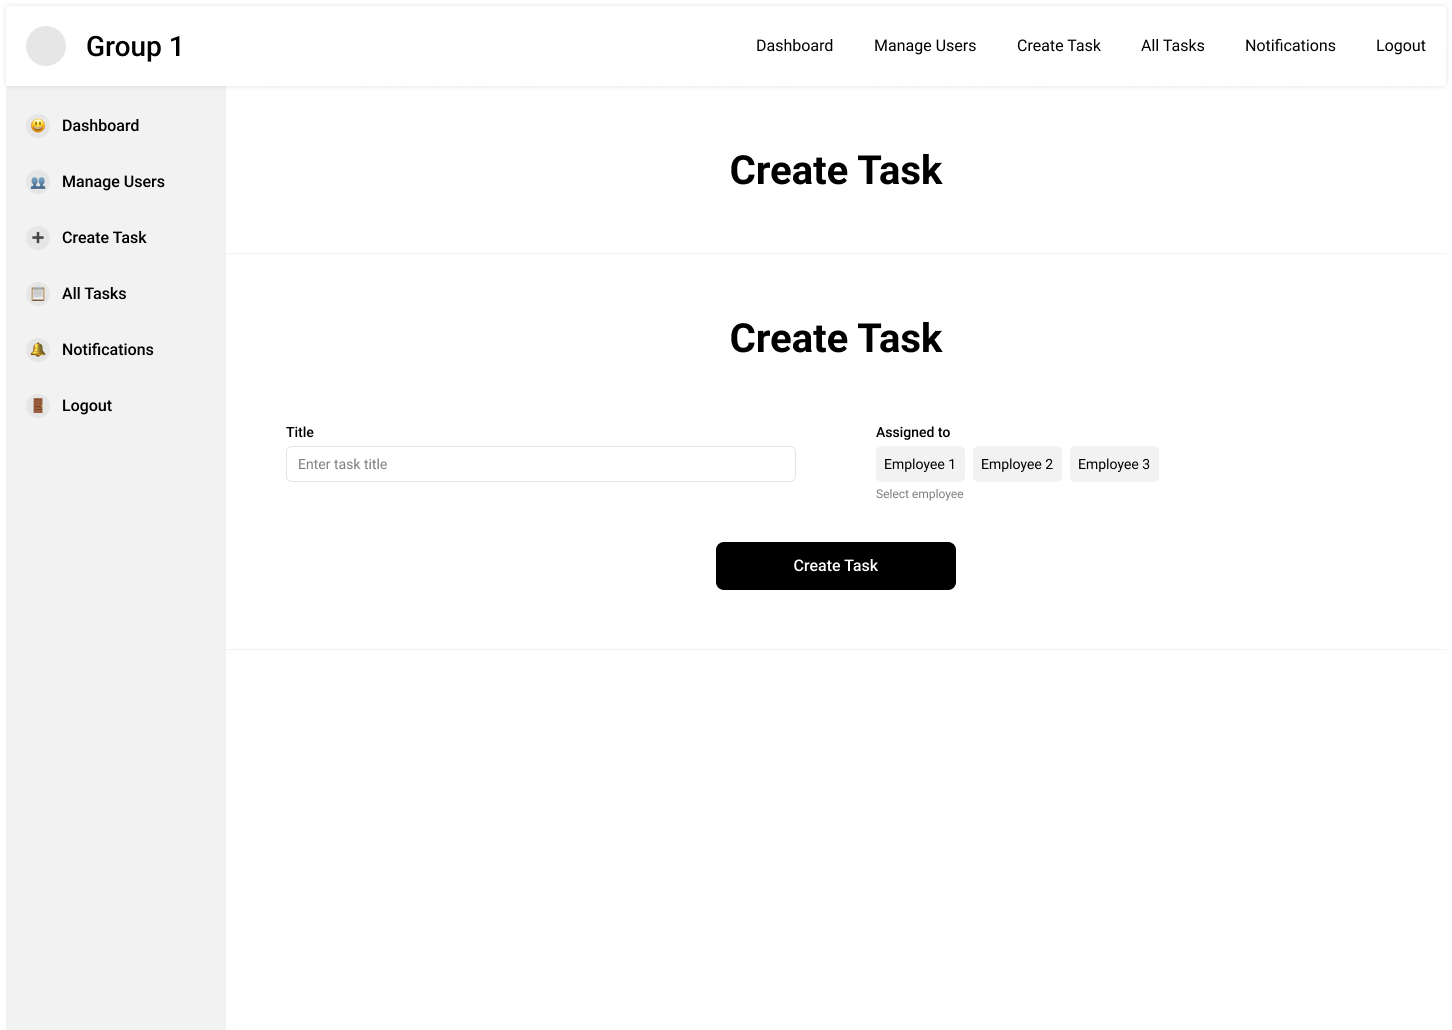 Group 1
Dashboard Manage Users Create Task All Tasks Notifications Logout
Dashboard
Manage Users
Create Task
All Tasks
Notifications
Logout
Create Task
Create Task
Title
Enter task title
Assigned to
Employee 1 Employee 2 Employee 3
Select employee
Create Task